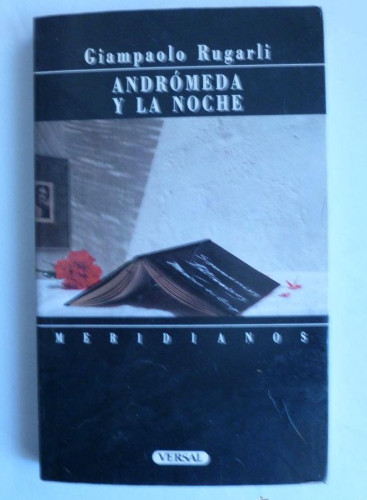 Giampaolo Rugarli
ANDRÓMEDA
Y LA NOCHE
MERIDIANOS
VERSAL